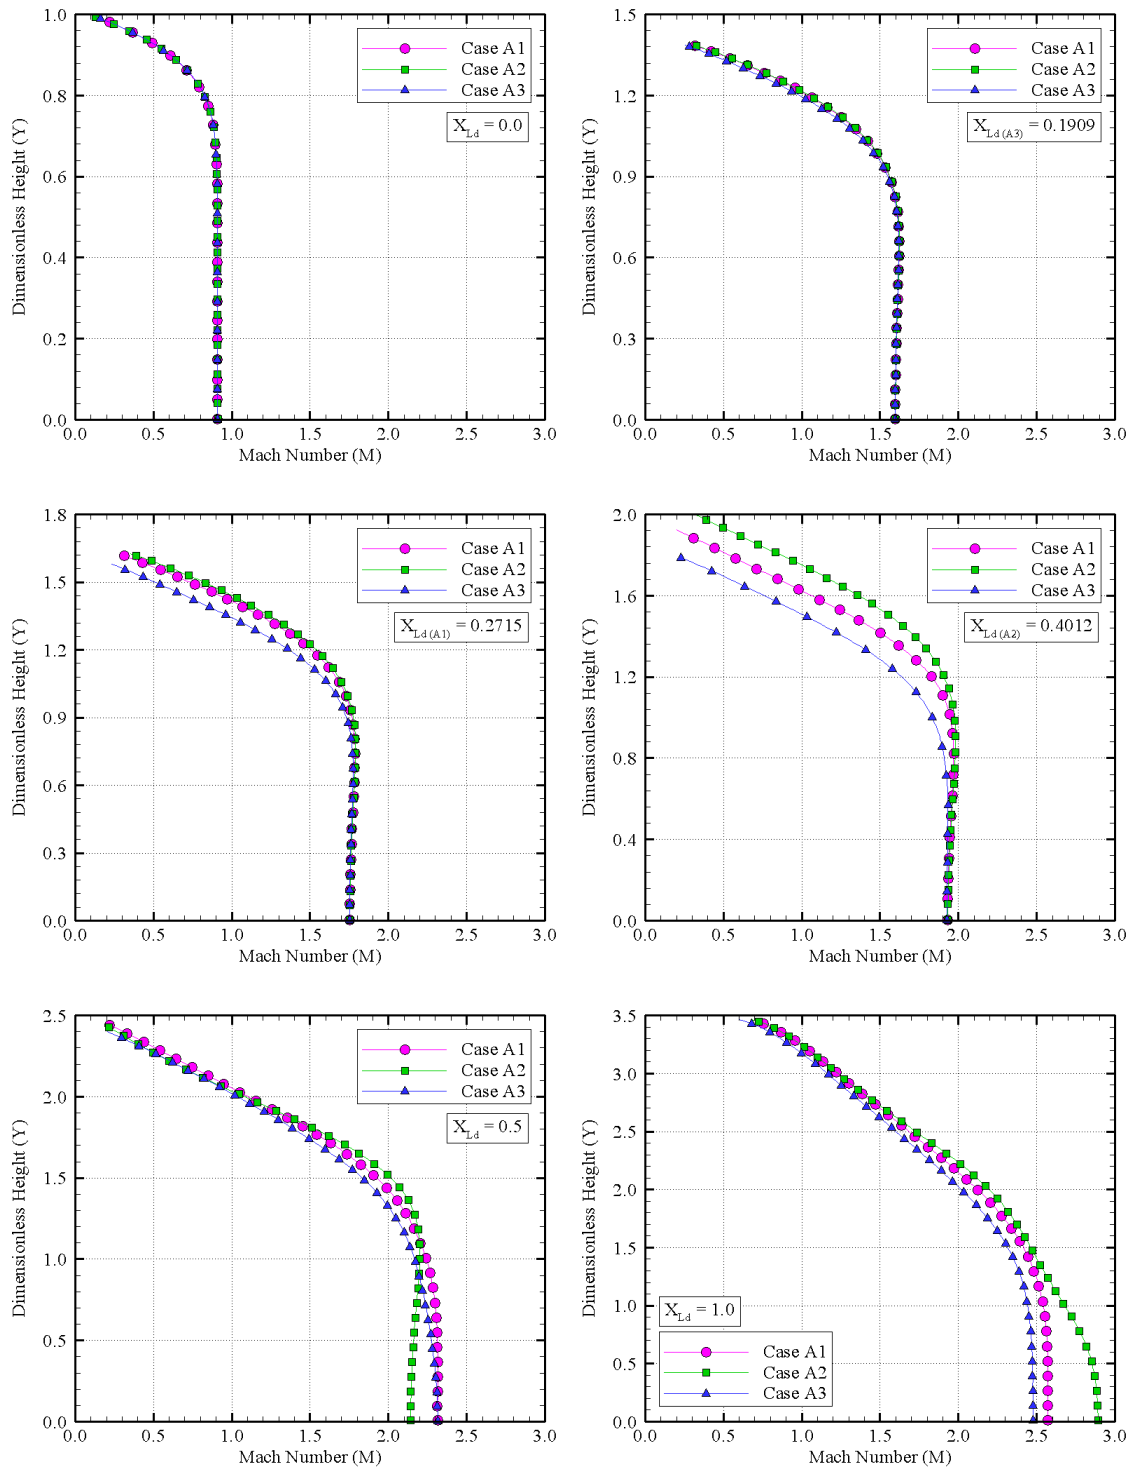 1.0
0.8
0.6
0.4
0.2
0.0
Dimensionless Height (Y)
0.0 0.5 1.0 1.5 2.0 2.5 3.0
Mach Number (M)
Case A1
Case A2
Case A3
X_Ld = 0.0
1.5
1.2
0.9
0.6
0.3
0.0
Dimensionless Height (Y)
0.0 0.5 1.0 1.5 2.0 2.5 3.0
Mach Number (M)
Case A1
Case A2
Case A3
X_Ld (A3) = 0.1909
1.8
1.5
1.2
0.9
0.6
0.3
0.0
Dimensionless Height (Y)
0.0 0.5 1.0 1.5 2.0 2.5 3.0
Mach Number (M)
Case A1
Case A2
Case A3
X_Ld (A1) = 0.2715
2.0
1.6
1.2
0.8
0.4
0.0
Dimensionless Height (Y)
0.0 0.5 1.0 1.5 2.0 2.5 3.0
Mach Number (M)
Case A1
Case A2
Case A3
X_Ld (A2) = 0.4012
2.5
2.0
1.5
1.0
0.5
0.0
Dimensionless Height (Y)
0.0 0.5 1.0 1.5 2.0 2.5 3.0
Mach Number (M)
Case A1
Case A2
Case A3
X_Ld = 0.5
3.5
3.0
2.5
2.0
1.5
1.0
0.5
0.0
Dimensionless Height (Y)
0.0 0.5 1.0 1.5 2.0 2.5 3.0
Mach Number (M)
X_Ld = 1.0
Case A1
Case A2
Case A3